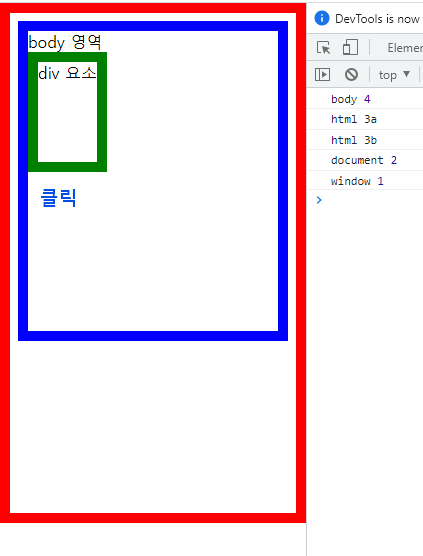 body 영역
div 요소
클릭
DevTools is now
Elemen
top ▼
body 4
html 3a
html 3b
document 2
window 1